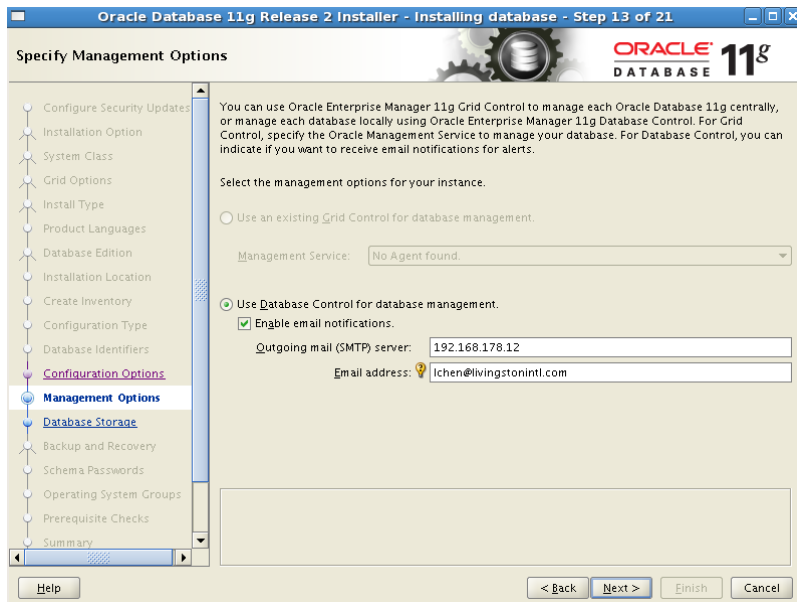 Oracle Database 11g Release 2 Installer - Installing database - Step 13 of 21
Specify Management Options
ORACLE
DATABASE
11g
Configure Security Updates
Installation Option
System Class
Grid Options
Install Type
Product Languages
Database Edition
Installation Location
Create Inventory
Configuration Type
Database Identifiers
Configuration Options
Management Options
Database Storage
Backup and Recovery
Schema Passwords
Operating System Groups
Prerequisite Checks
Summary
You can use Oracle Enterprise Manager 11g Grid Control to manage each Oracle Database 11g centrally,
or manage each database locally using Oracle Enterprise Manager 11g Database Control. For Grid
Control, specify the Oracle Management Service to manage your database. For Database Control, you can
indicate if you want to receive email notifications for alerts.
Select the management options for your instance.
Use an existing Grid Control for database management.
Management Service: No Agent found.
Use Database Control for database management.
Enable email notifications.
Outgoing mail (SMTP) server: 192.168.178.12
Email address: lchen@livingstonintl.com
Help
< Back
Next >
Finish
Cancel